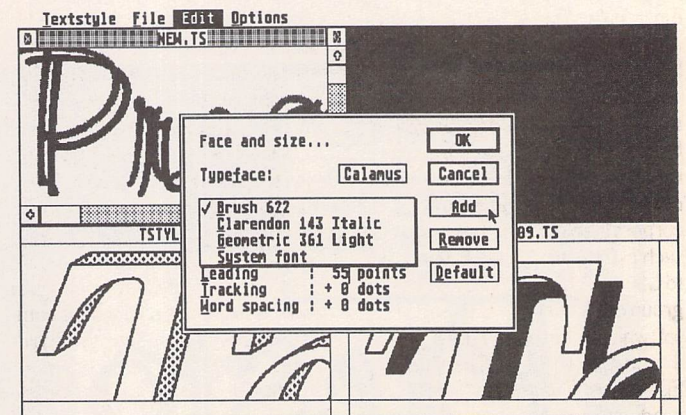 Textstyle File Edit Options
NEW.TS
Face and size...
OK
Typeface: Calamus
Cancel
✓ Brush 622
Add
Clarendon 143 Italic
Geometric 361 Light
Remove
System font
Leading : 55 points
Default
Tracking : + 0 dots
Word spacing : + 0 dots
TSTYL
09.TS
The